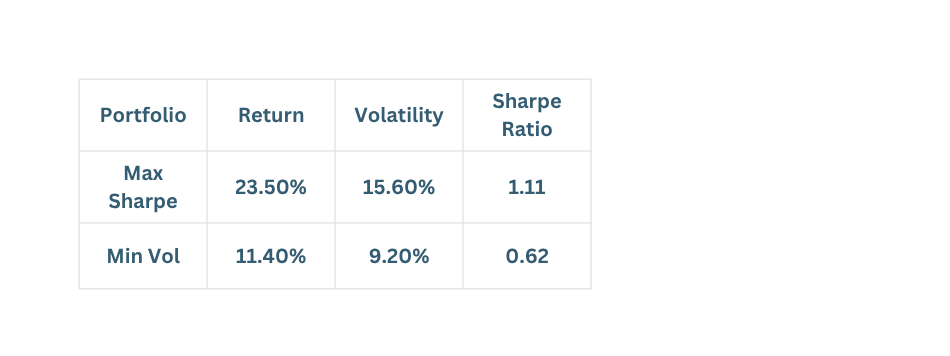 Portfolio Return Volatility Sharpe Ratio
Max Sharpe 23.50% 15.60% 1.11
Min Vol 11.40% 9.20% 0.62